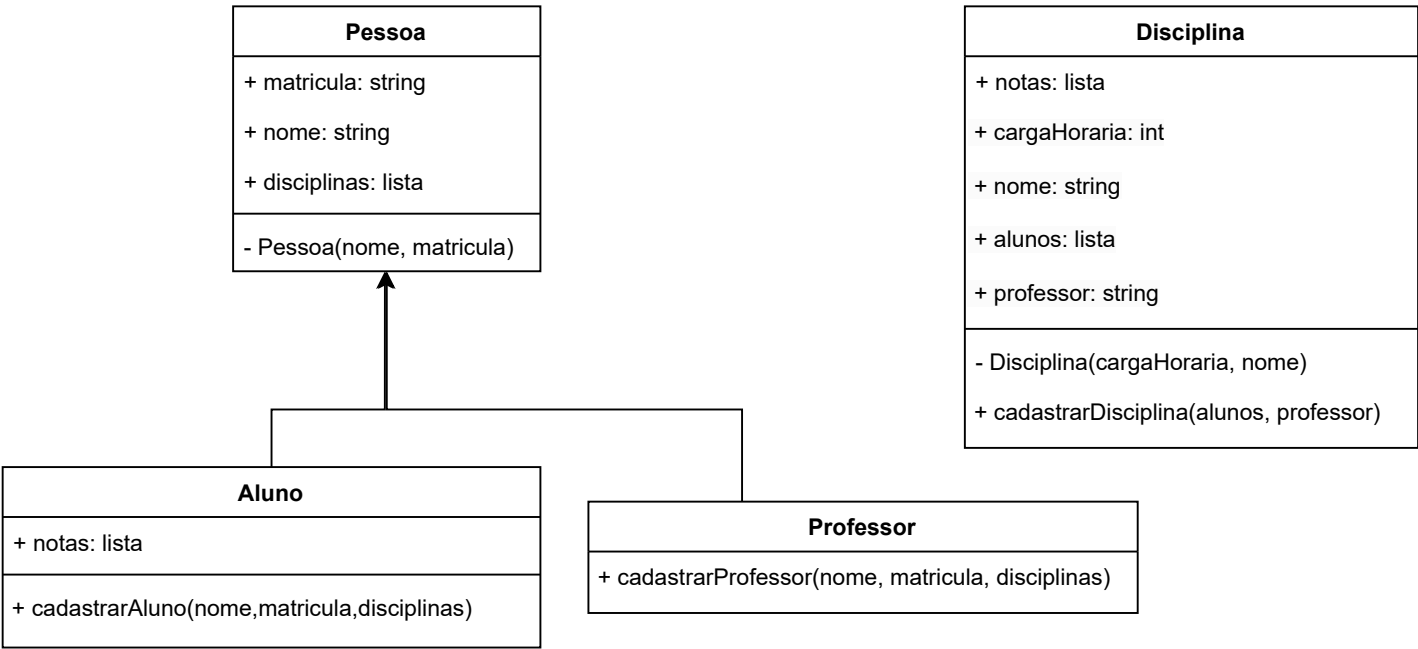 Pessoa
+ matricula: string
+ nome: string
+ disciplinas: lista
- Pessoa(nome, matricula)
Disciplina
+ notas: lista
+ cargaHoraria: int
+ nome: string
+ alunos: lista
+ professor: string
- Disciplina(cargaHoraria, nome)
+ cadastrarDisciplina(alunos, professor)
Aluno
+ notas: lista
+ cadastrarAluno(nome,matricula,disciplinas)
Professor
+ cadastrarProfessor(nome, matricula, disciplinas)